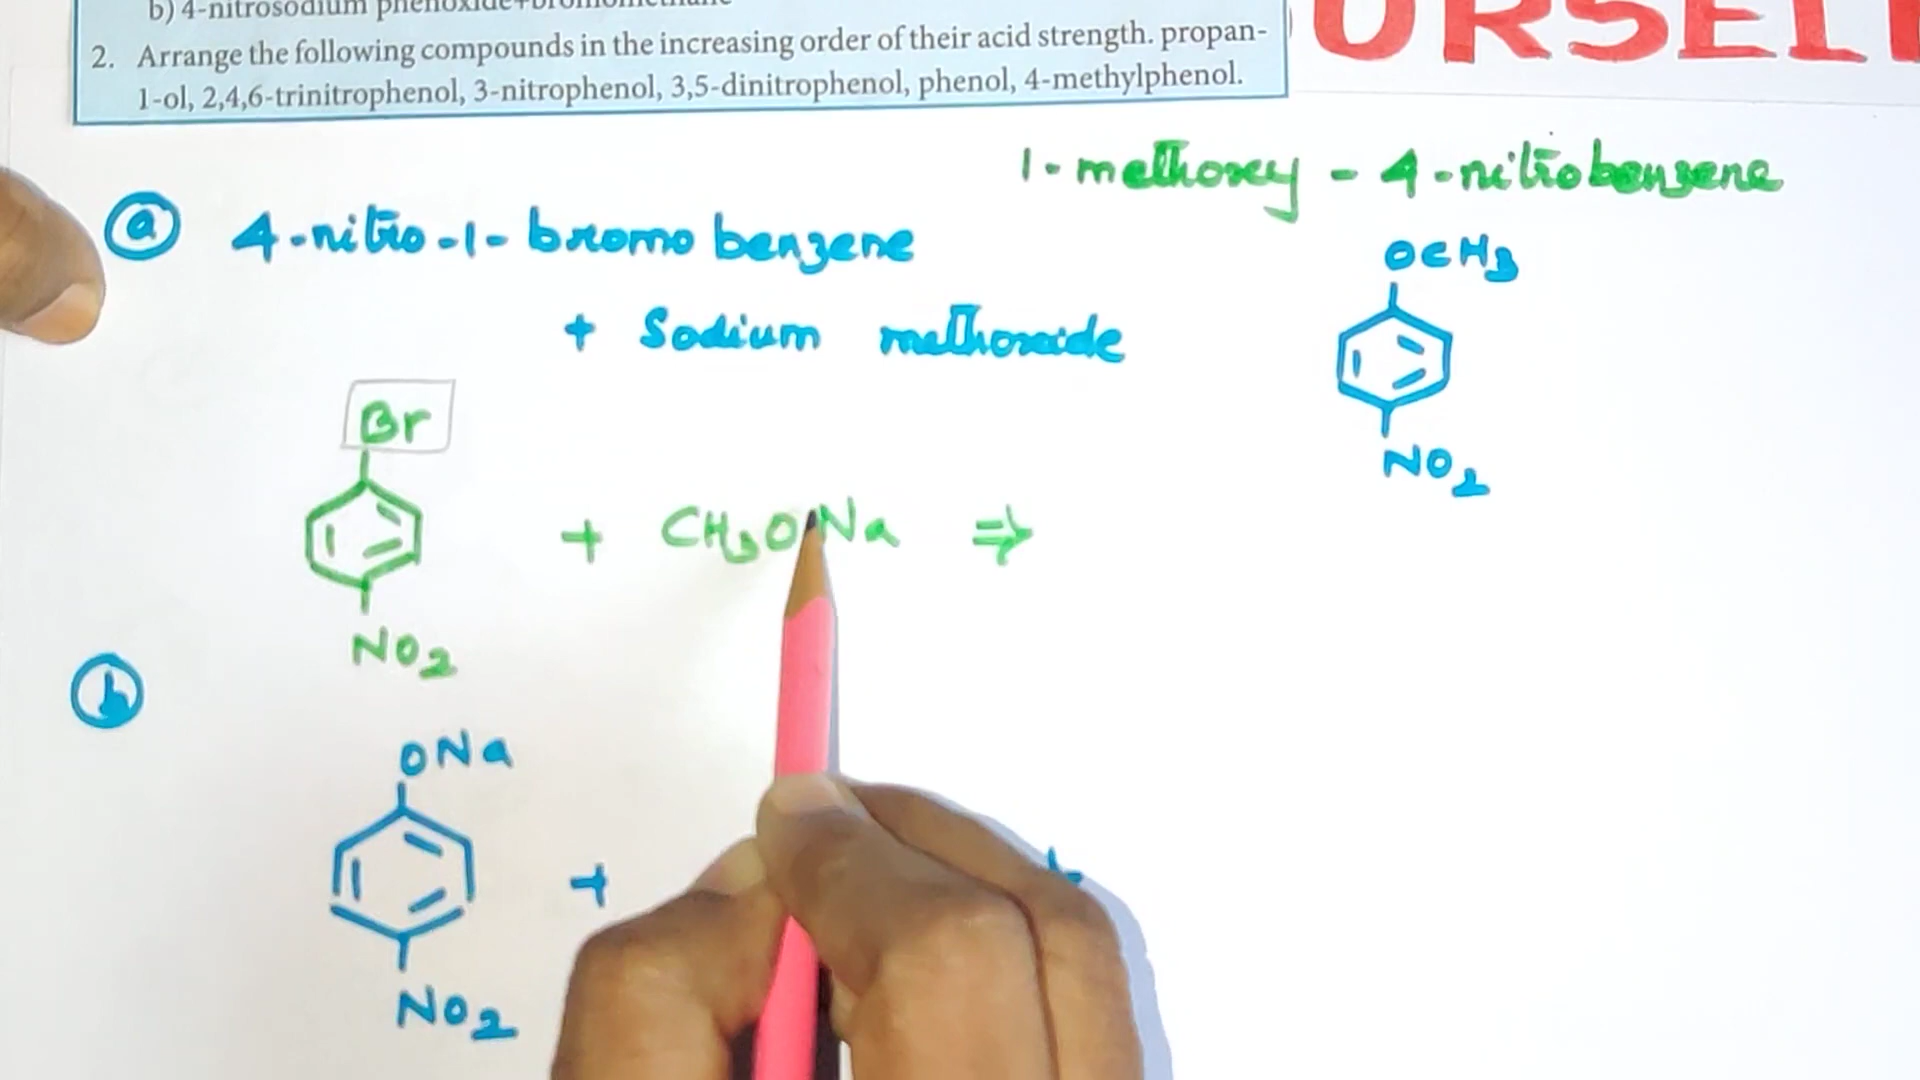 b) 4-nitrosodium phenoxide+bromomethane
2. Arrange the following compounds in the increasing order of their acid strength. propan-
1-ol, 2,4,6-trinitrophenol, 3-nitrophenol, 3,5-dinitrophenol, phenol, 4-methylphenol.
URSELF
1-methoxy - 4-nitrobenzene
a 4-nitro-1-bromo benzene
+ Sodium methoxide
OCH3
NO2
Br
+ CH3ONa ⇒
NO2
b
ONa
+
NO2